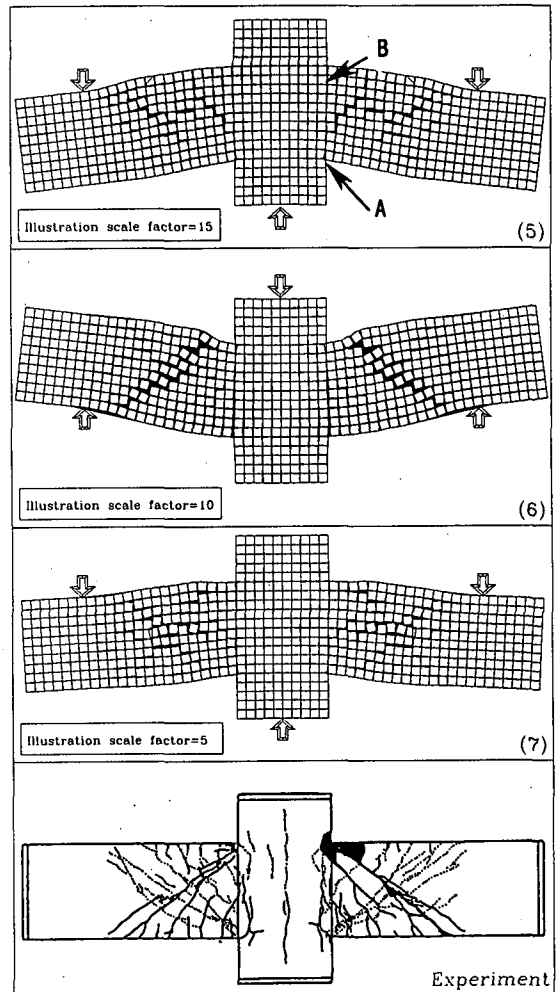 B
A
Illustration scale factor=15
(5)
Illustration scale factor=10
(6)
Illustration scale factor=5
(7)
Experiment